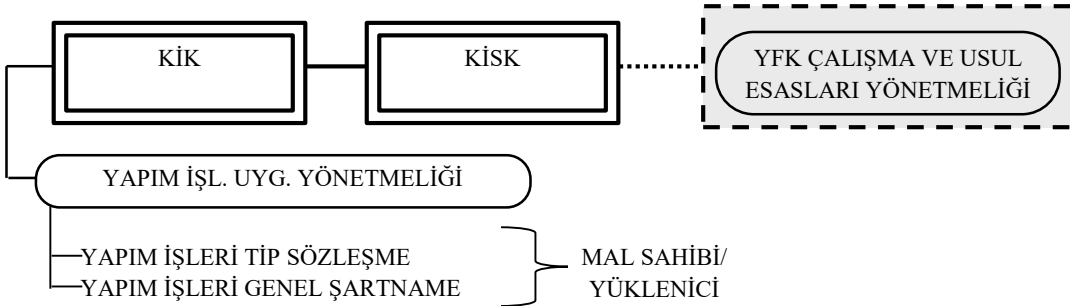 KİK
KİSK
YFK ÇALIŞMA VE USUL
ESASLARI YÖNETMELİĞİ
YAPIM İŞL. UYG. YÖNETMELİĞİ
YAPIM İŞLERİ TİP SÖZLEŞME
YAPIM İŞLERİ GENEL ŞARTNAME
MAL SAHİBİ/
YÜKLENİCİ